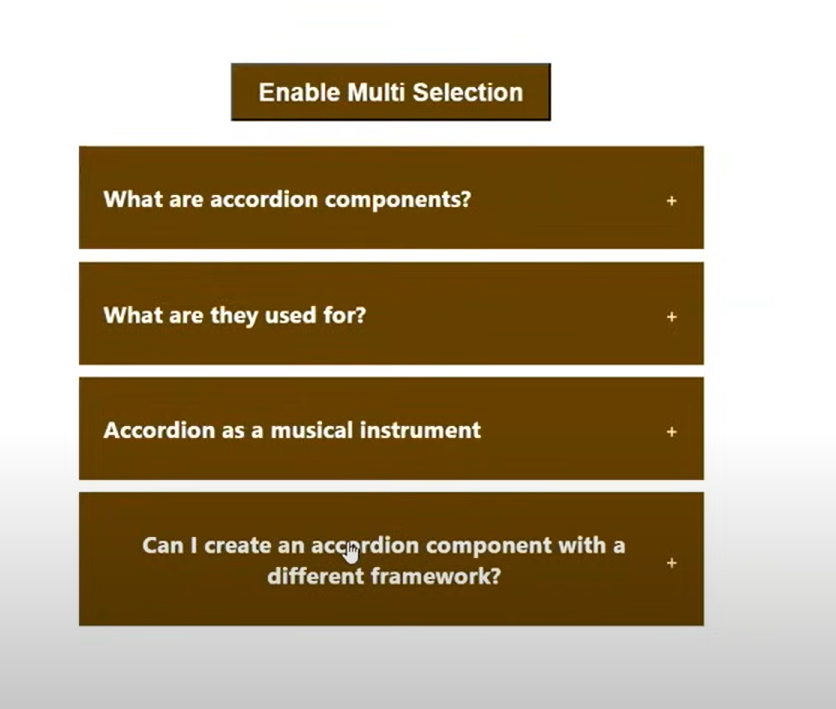 Enable Multi Selection
What are accordion components?
+
What are they used for?
+
Accordion as a musical instrument
+
Can I create an accordion component with a
different framework?
+